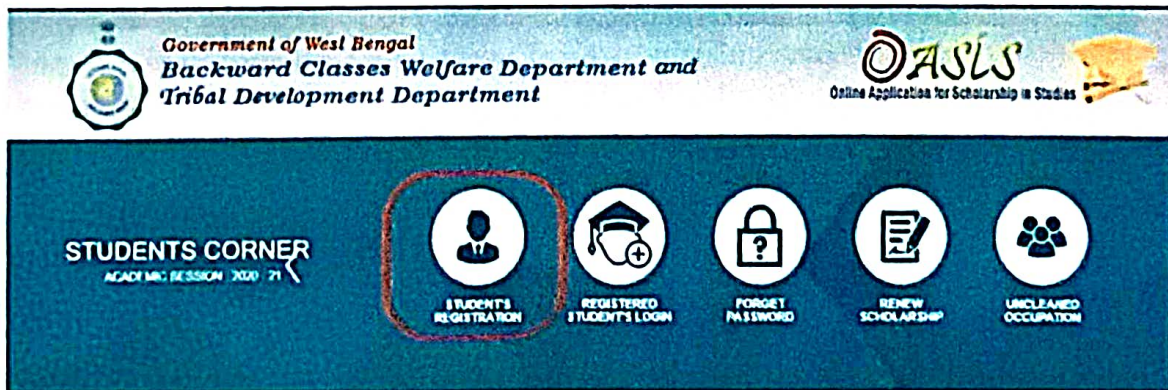 Government of West Bengal
Backward Classes Welfare Department and
Tribal Development Department
OASIS
Online Application for Scholarship in Studies
STUDENTS CORNER
ACADEMIC SESSION 2020 21
STUDENT'S
REGISTRATION
REGISTERED
STUDENT'S LOGIN
FORGET
PASSWORD
RENEW
SCHOLARSHIP
UNCLEANED
OCCUPATION